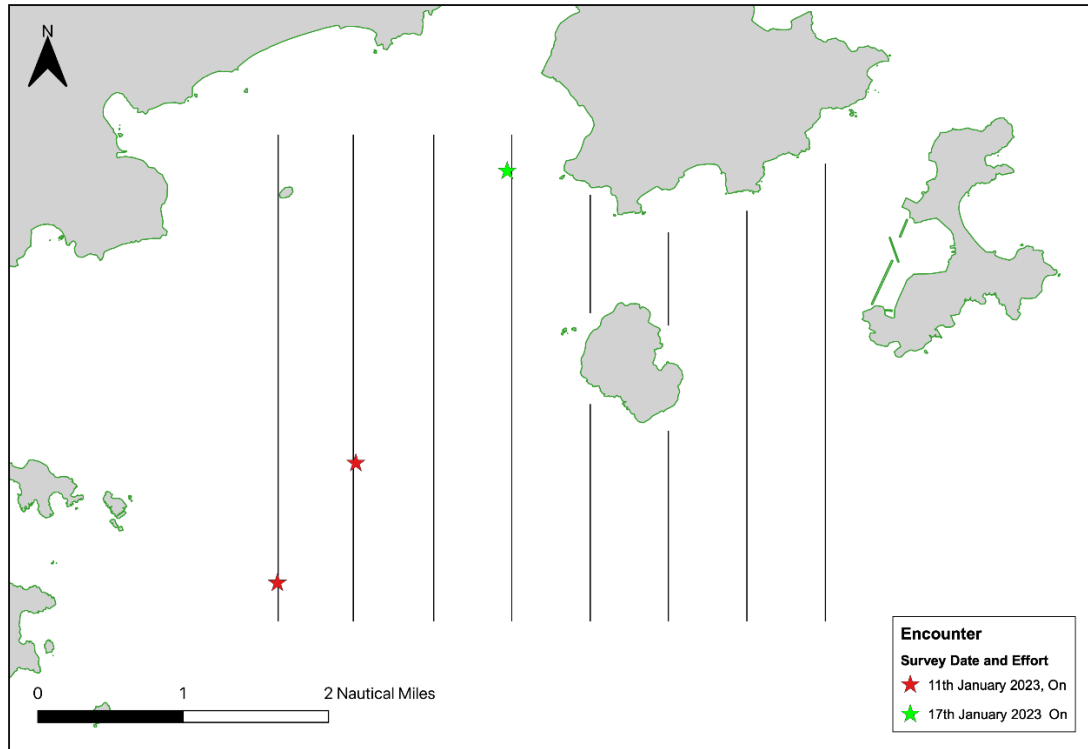 N
0 1 2 Nautical Miles
Encounter
Survey Date and Effort
11th January 2023, On
17th January 2023 On